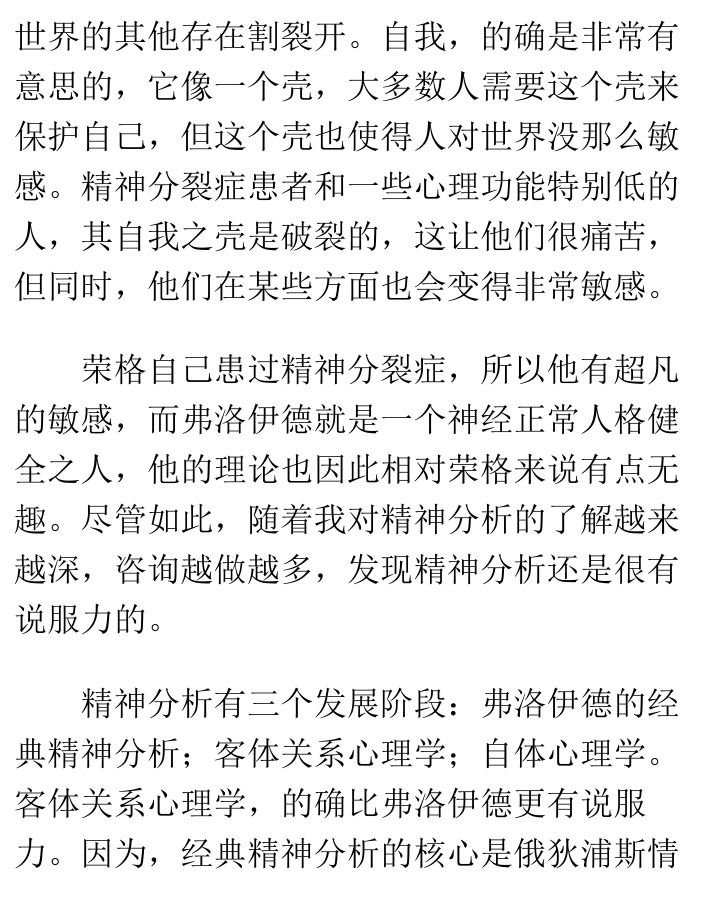 世界的其他存在割裂开。自我，的确是非常有
意思的，它像一个壳，大多数人需要这个壳来
保护自己，但这个壳也使得人对世界没那么敏
感。精神分裂症患者和一些心理功能特别低的
人，其自我之壳是破裂的，这让他们很痛苦，
但同时，他们在某些方面也会变得非常敏感。
荣格自己患过精神分裂症，所以他有超凡
的敏感，而弗洛伊德就是一个神经正常人格健
全之人，他的理论也因此相对荣格来说有点无
趣。尽管如此，随着我对精神分析的了解越来
越深，咨询越做越多，发现精神分析还是很有
说服力的。
精神分析有三个发展阶段：弗洛伊德的经
典精神分析；客体关系心理学；自体心理学。
客体关系心理学，的确比弗洛伊德更有说服
力。因为，经典精神分析的核心是俄狄浦斯情